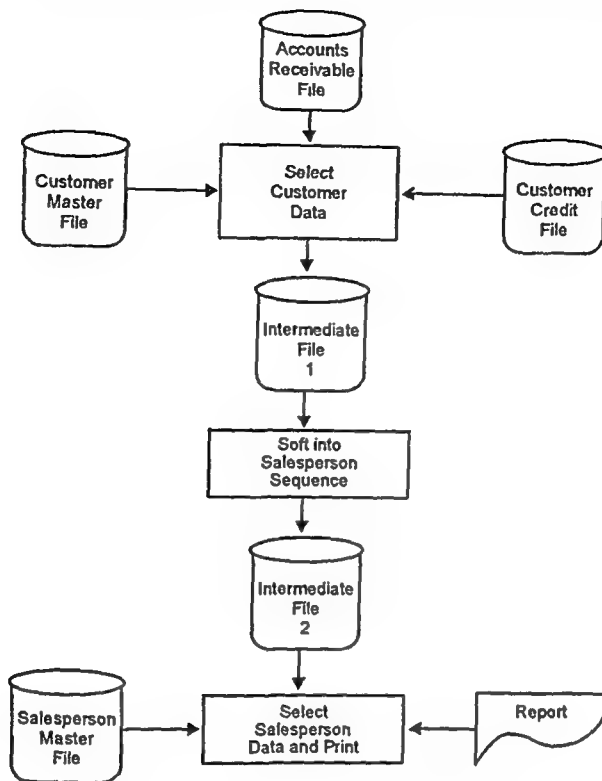 Accounts
Receivable
File
Customer
Master
File
Select
Customer
Data
Customer
Credit
File
Intermediate
File
1
Soft into
Salesperson
Sequence
Intermediate
File
2
Salesperson
Master
File
Select
Salesperson
Data and Print
Report